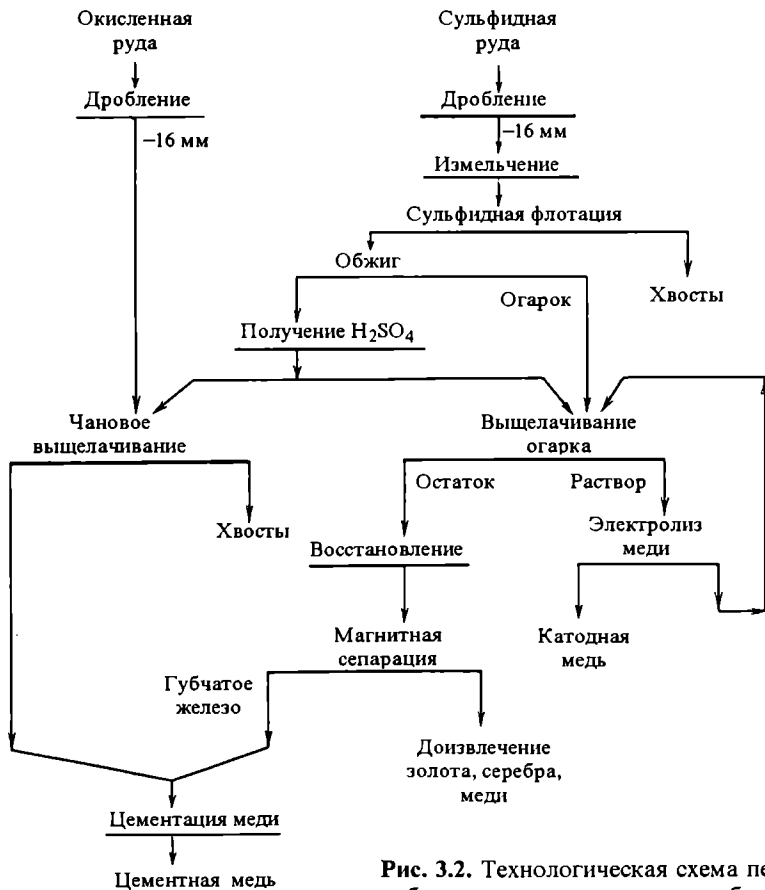 Окисленная
руда
Сульфидная
руда
Дробление
Дробление
–16 мм
–16 мм
Измельчение
Сульфидная флотация
Обжиг
Хвосты
Огарок
Получение H₂SO₄
Чановое
выщелачивание
Выщелачивание
огарка
Остаток
Раствор
Хвосты
Электролиз
меди
Восстановление
Магнитная
сепарация
Катодная
медь
Губчатое
железо
Доизвлечение
золота, серебра,
меди
Цементация меди
Цементная медь
Рис. 3.2. Технологическая схема пе